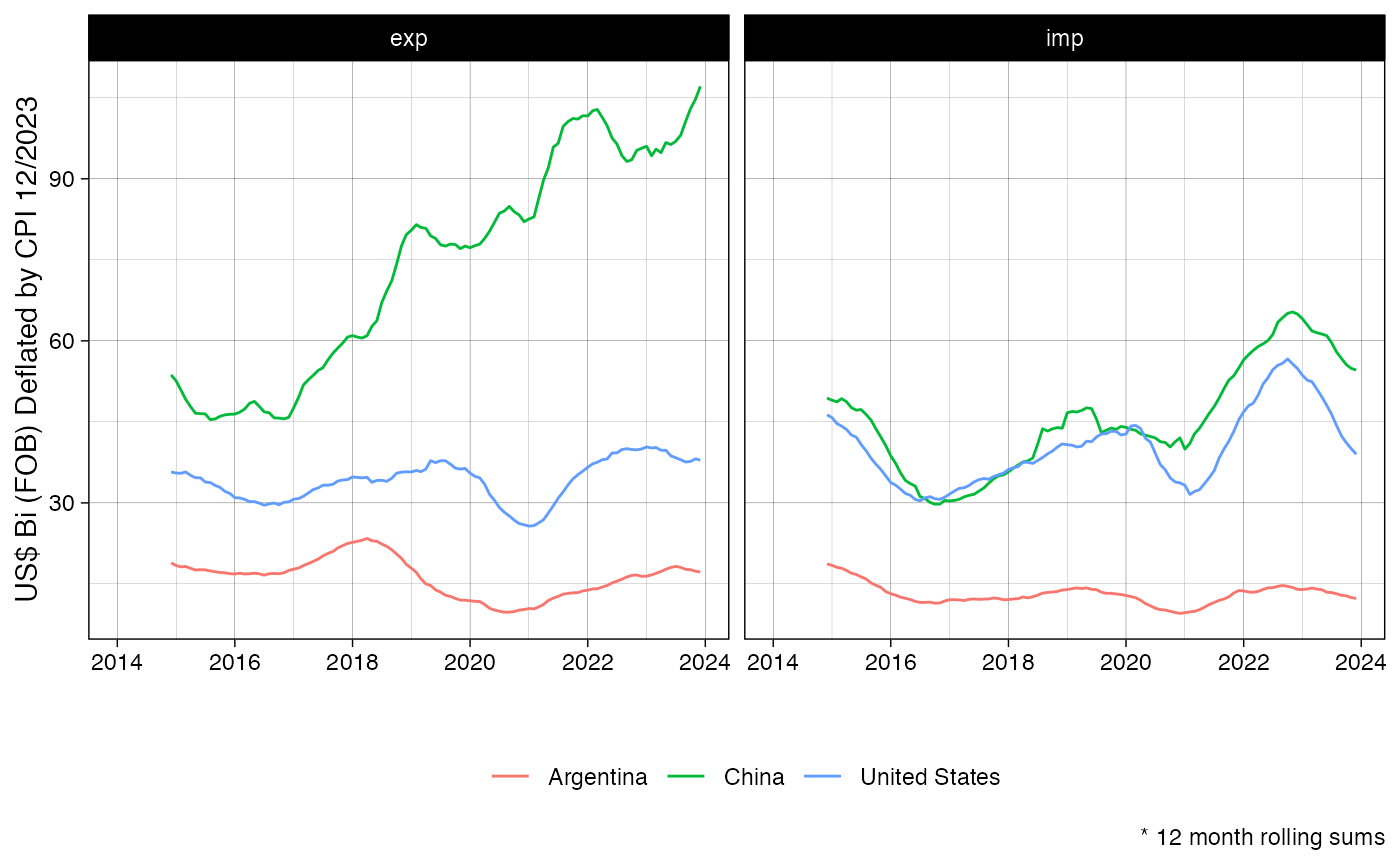 exp
imp
US$ Bi (FOB) Deflated by CPI 12/2023
90
60
30
2014 2016 2018 2020 2022 2024
2014 2016 2018 2020 2022 2024
Argentina China United States
* 12 month rolling sums